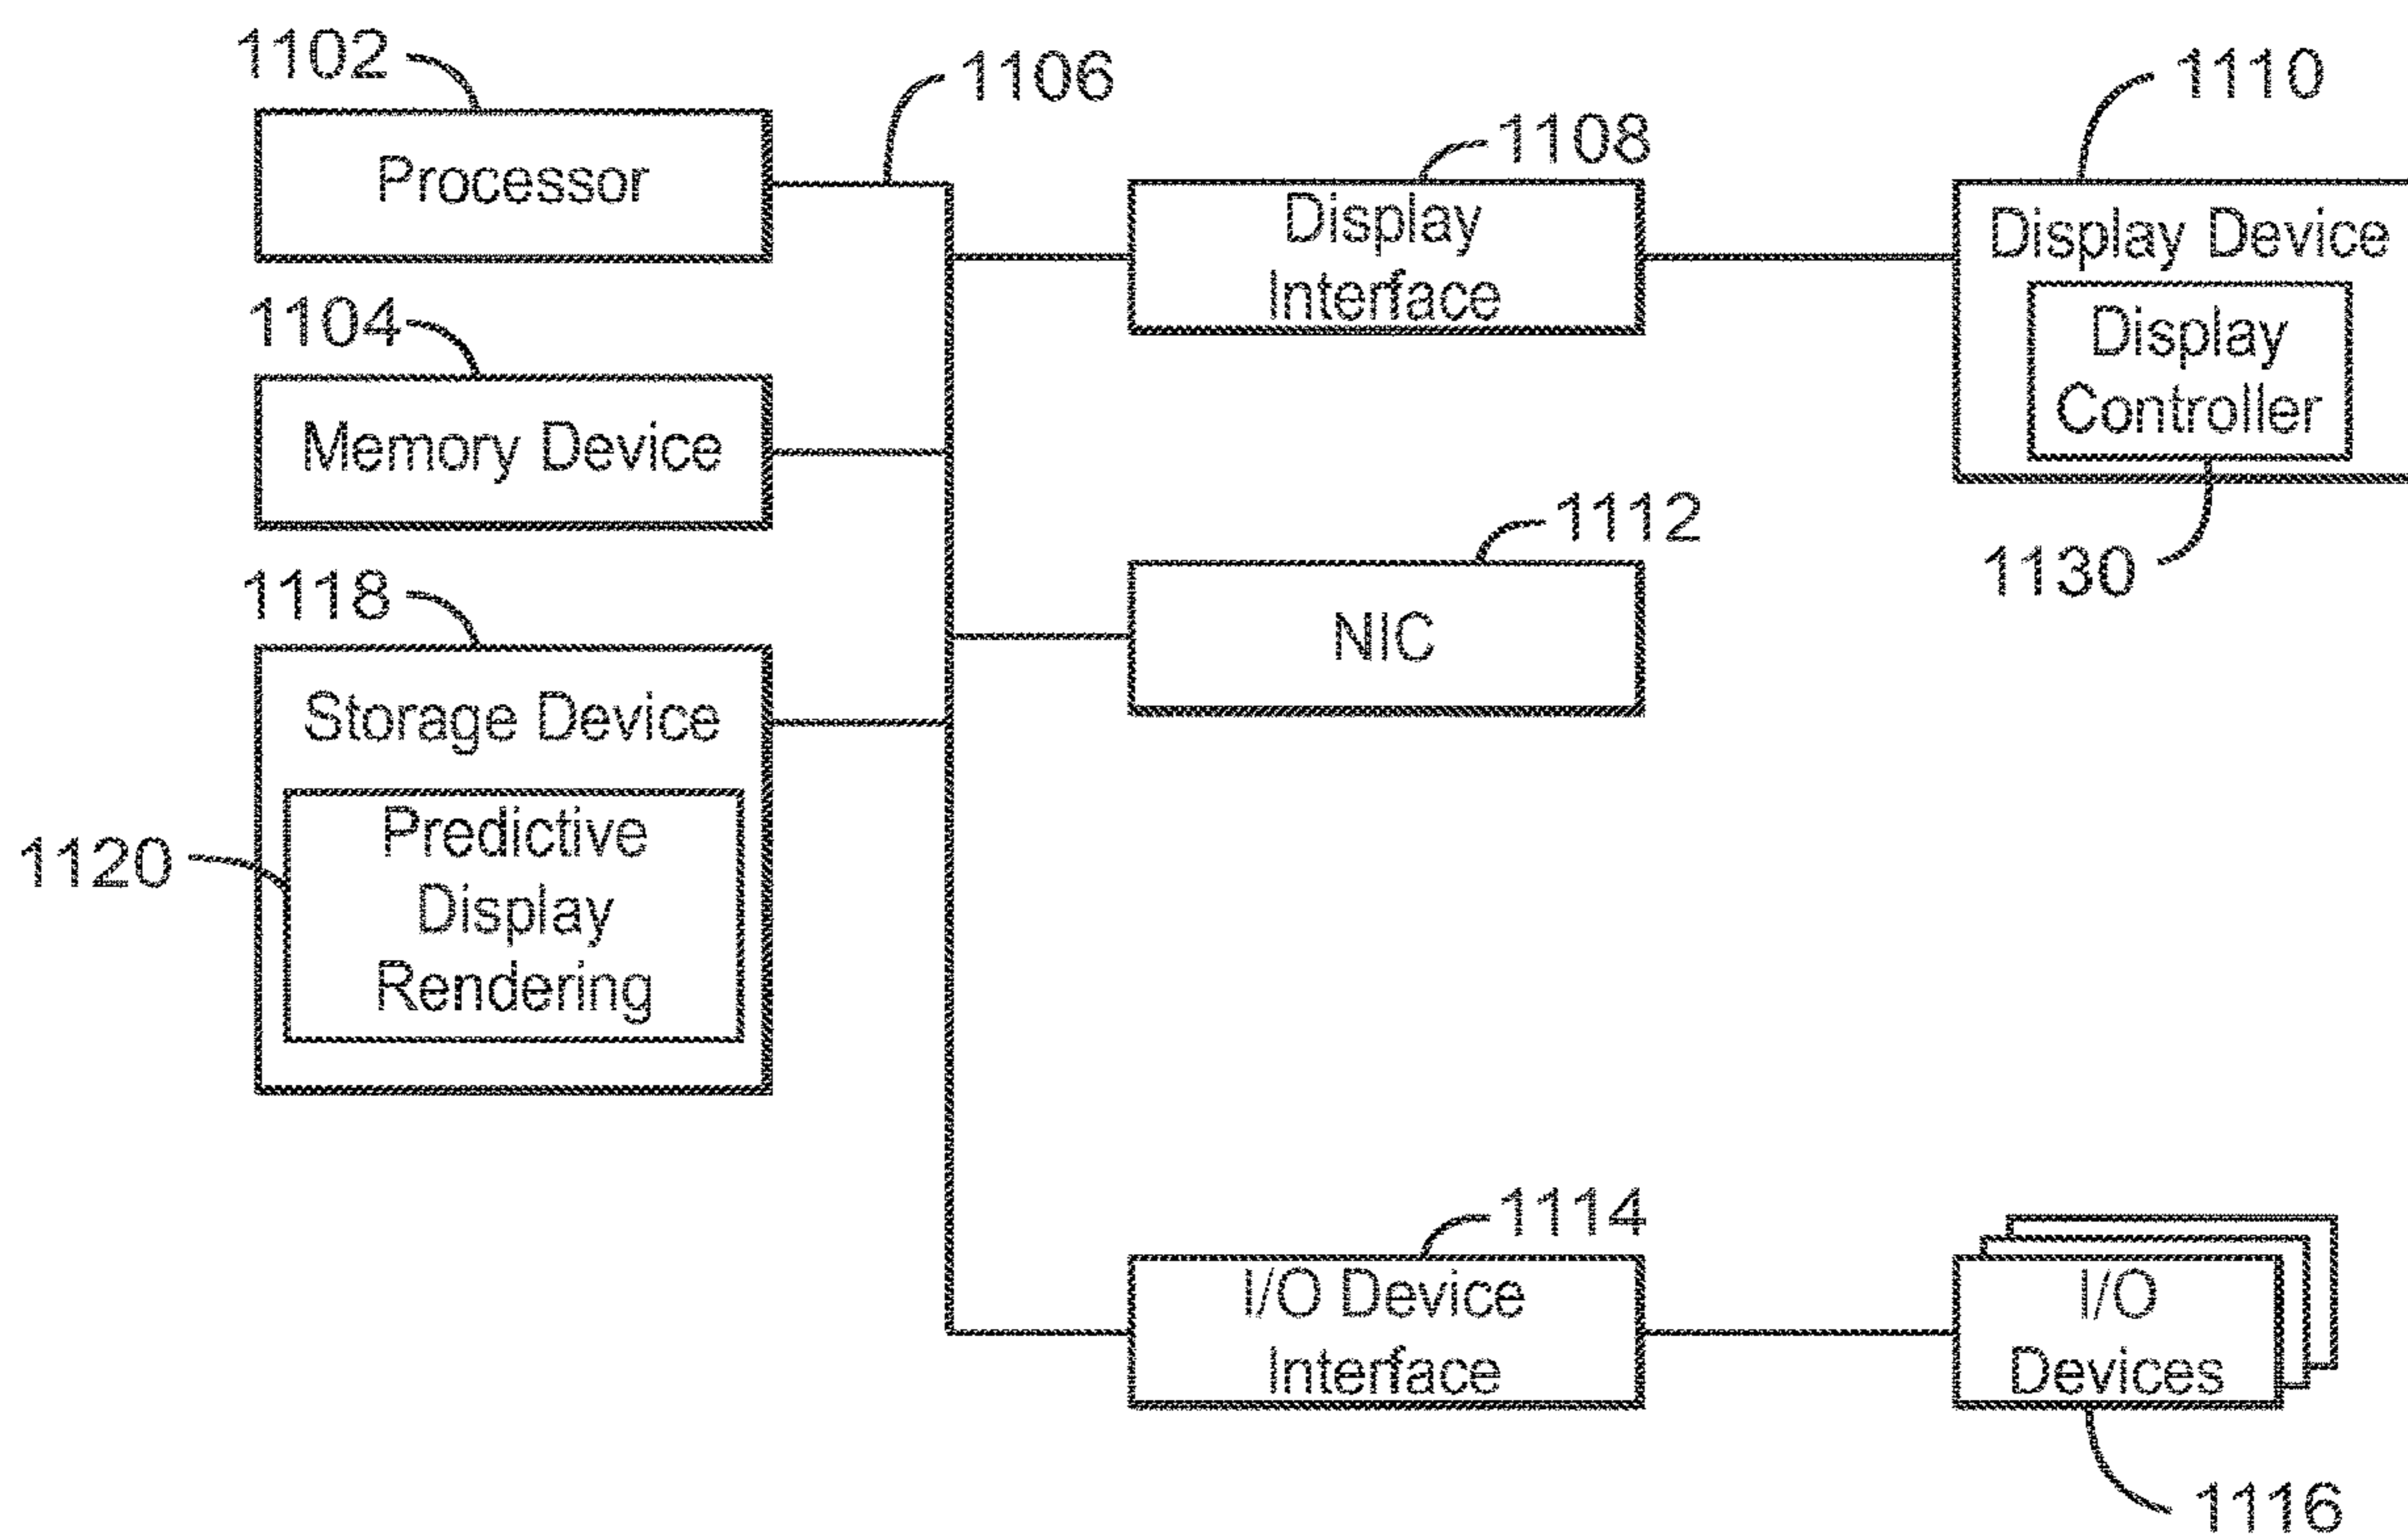 1102
1106
1110
1108
Processor
Display
Interface
Display Device
Display
Controller
1104
Memory Device
1112
1130
1118
NIC
Storage Device
1120
Predictive
Display
Rendering
1114
I/O Device
Interface
I/O
Devices
1116